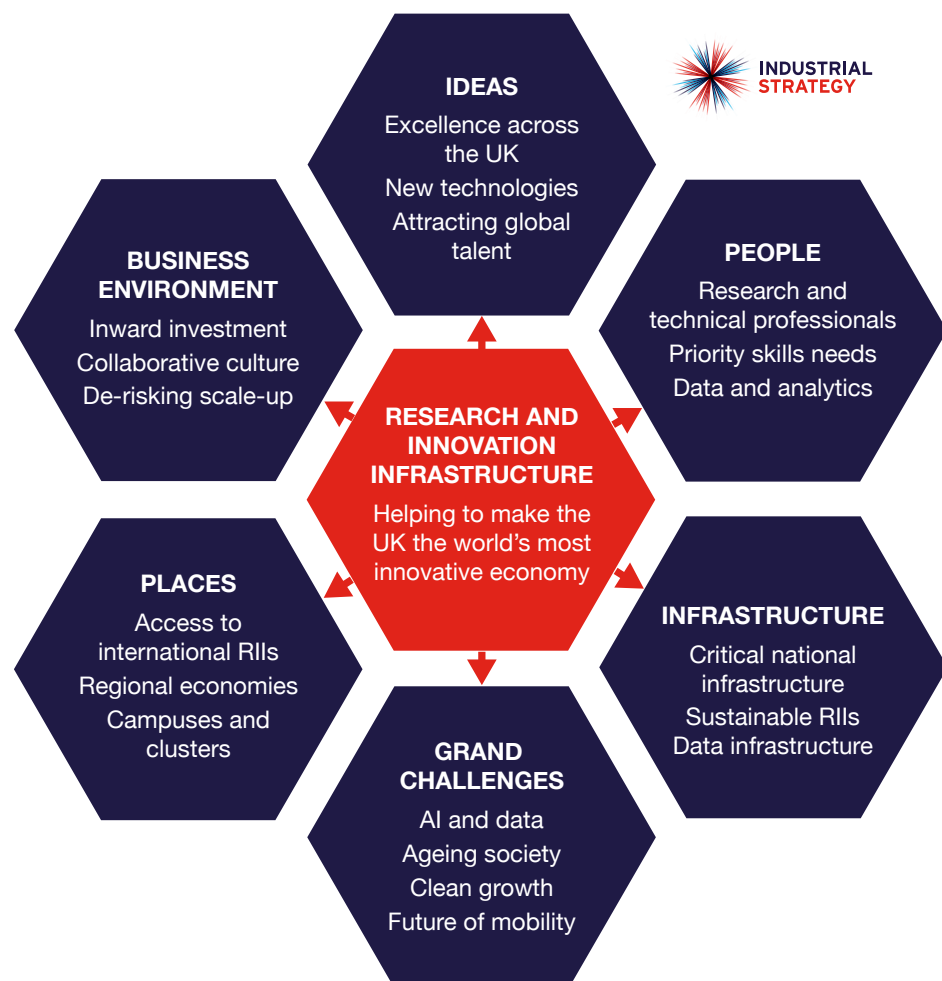 INDUSTRIAL
STRATEGY
IDEAS
Excellence across
the UK
New technologies
Attracting global
talent
PEOPLE
Research and
technical professionals
Priority skills needs
Data and analytics
BUSINESS
ENVIRONMENT
Inward investment
Collaborative culture
De-risking scale-up
RESEARCH AND
INNOVATION
INFRASTRUCTURE
Helping to make the
UK the world's most
innovative economy
PLACES
Access to
international RIIs
Regional economies
Campuses and
clusters
INFRASTRUCTURE
Critical national
infrastructure
Sustainable RIIs
Data infrastructure
GRAND
CHALLENGES
AI and data
Ageing society
Clean growth
Future of mobility